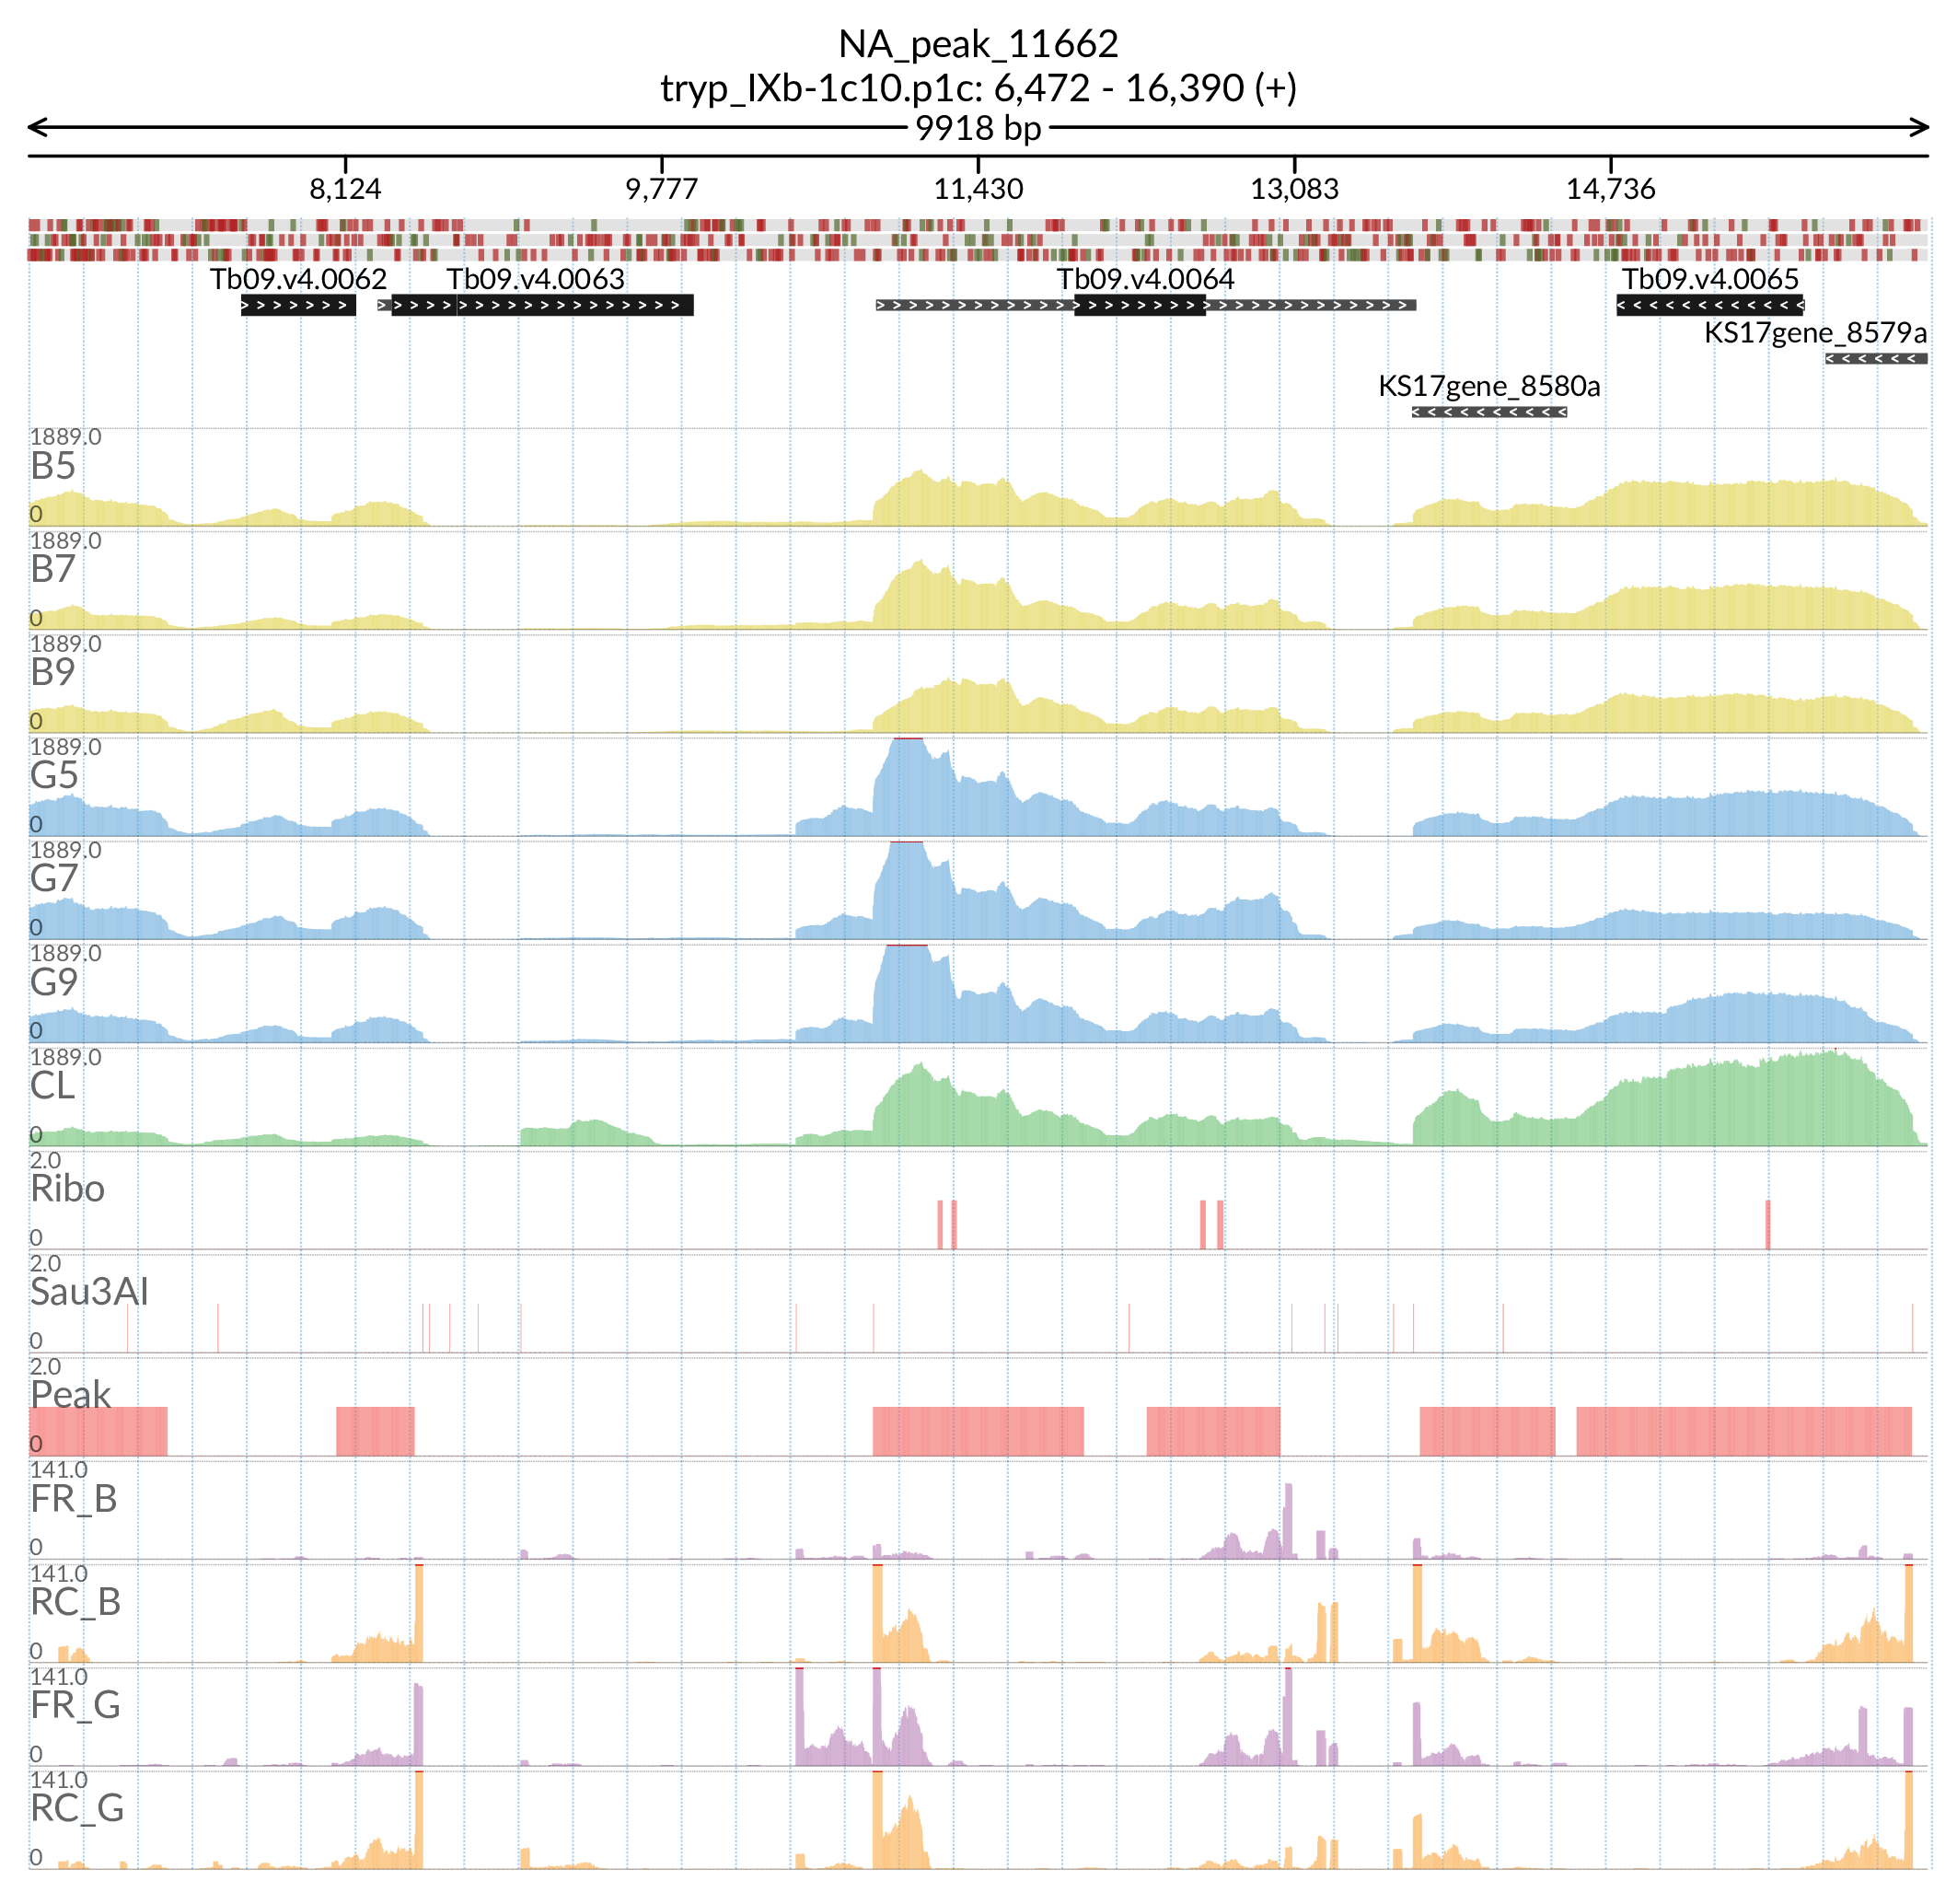 NA_peak_11662
tryp_IXb-1c10.p1c: 6,472 - 16,390 (+)
9918 bp
8,124 9,777 11,430 13,083 14,736
Tb09.v4.0062 Tb09.v4.0063 Tb09.v4.0064 Tb09.v4.0065
KS17gene_8579a
KS17gene_8580a
1889.0
B5
0
1889.0
B7
0
1889.0
B9
0
1889.0
G5
0
1889.0
G7
0
1889.0
G9
0
1889.0
CL
0
2.0
Ribo
0
2.0
Sau3AI
0
2.0
Peak
0
141.0
FR_B
0
141.0
RC_B
0
141.0
FR_G
0
141.0
RC_G
0